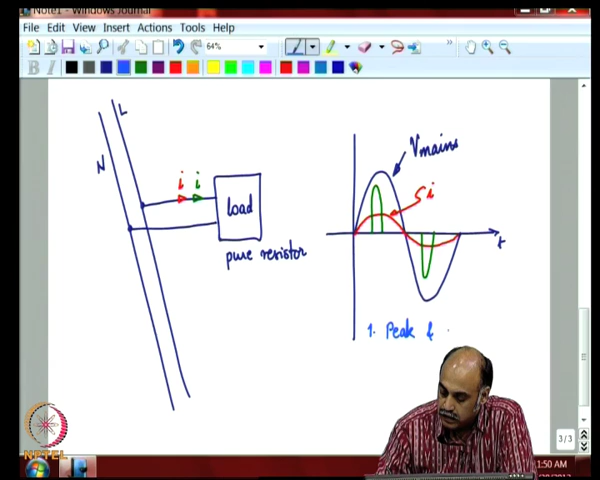 Note1 - Windows Journal
File Edit View Insert Actions Tools Help
64%
B I
L
N
i i
load
pure resistor
Vmains
i
t
1. Peak &
3/3
NPTEL
1:50 AM